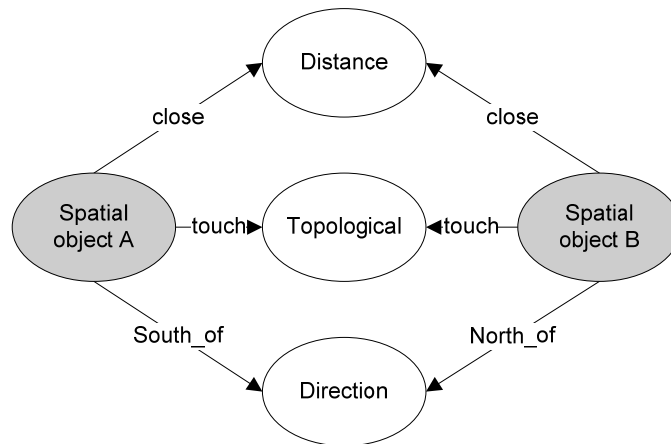 Distance
close
close
Spatial
object A
touch
Topological
touch
Spatial
object B
South_of
North_of
Direction